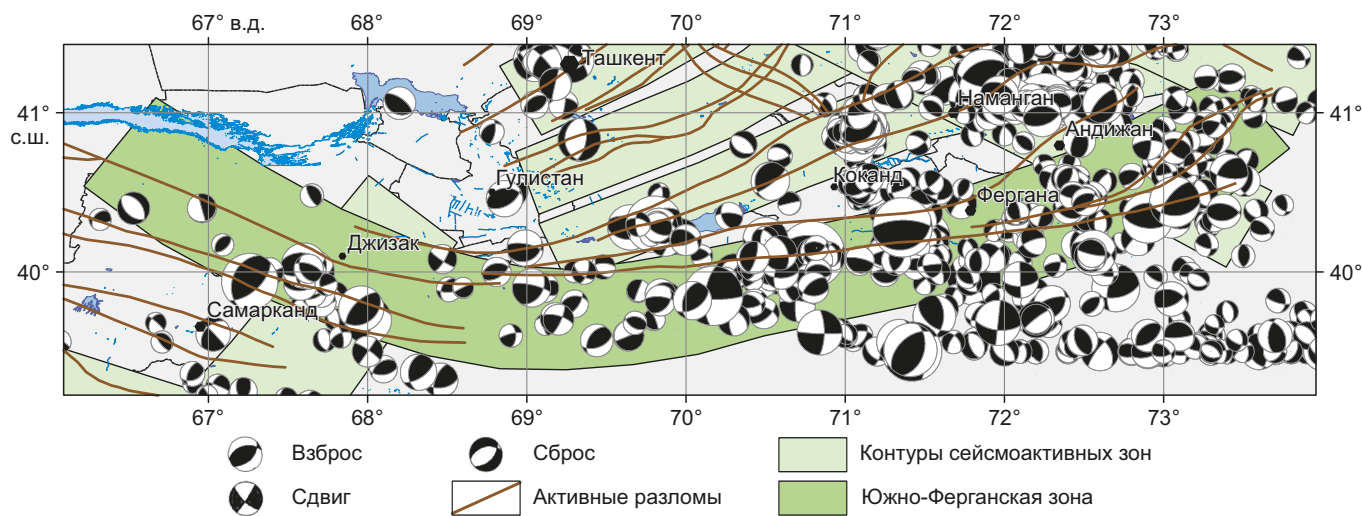 67° в.д. 68° 69° 70° 71° 72° 73°
Ташкент
41° 41°
с.ш.
Наманган
Андижан
Гулистан
Коканд
Фергана
Джизак
40° 40°
Самарканд
67° 68° 69° 70° 71° 72° 73°
Взброс Сброс Контуры сейсмоактивных зон
Сдвиг Активные разломы Южно-Ферганская зона